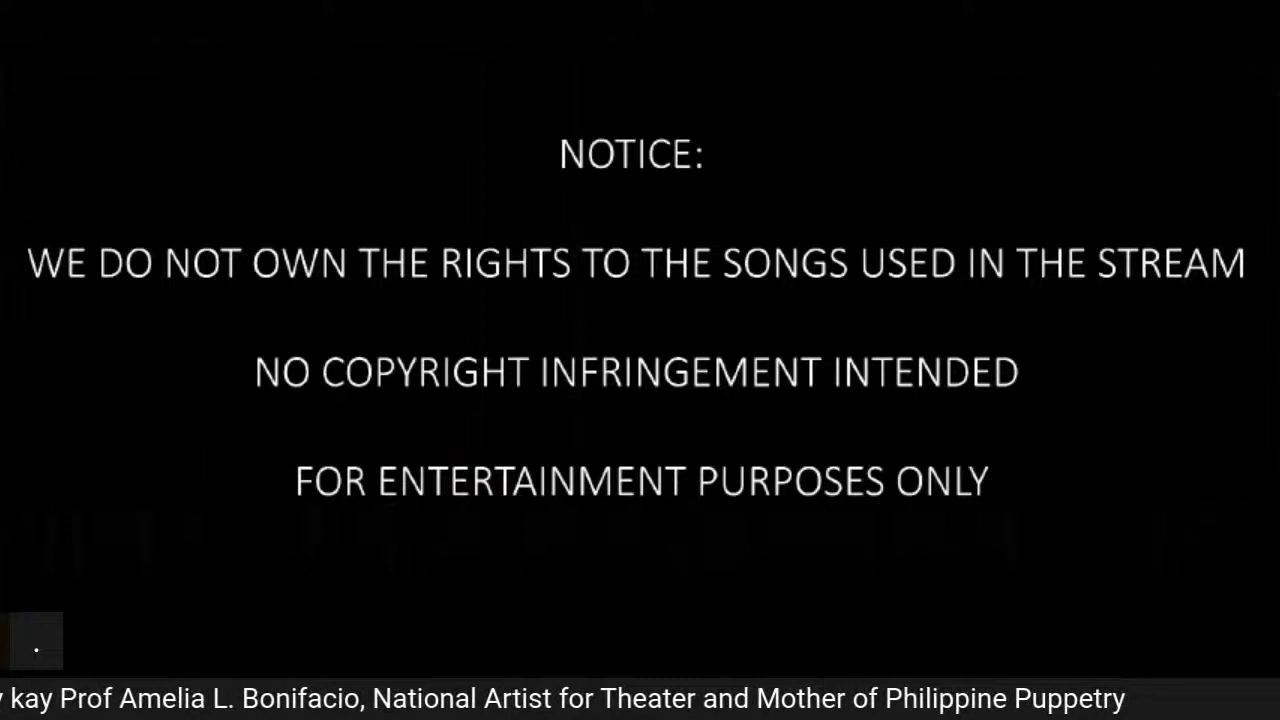 NOTICE:
WE DO NOT OWN THE RIGHTS TO THE SONGS USED IN THE STREAM
NO COPYRIGHT INFRINGEMENT INTENDED
FOR ENTERTAINMENT PURPOSES ONLY
.
kay Prof Amelia L. Bonifacio, National Artist for Theater and Mother of Philippine Puppetry